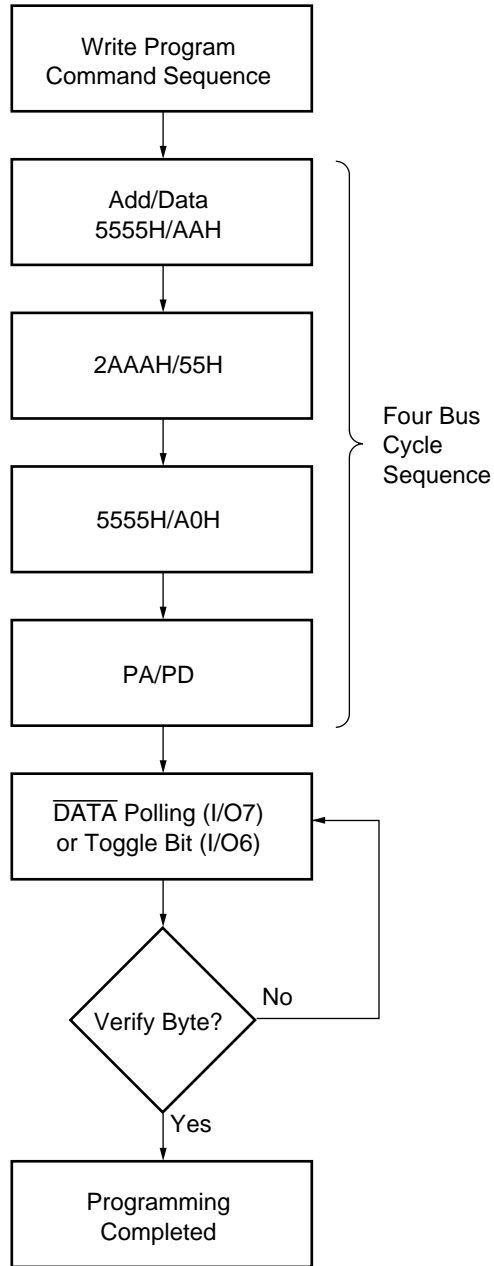 Write Program
Command Sequence
Add/Data
5555H/AAH
2AAAH/55H
5555H/A0H
PA/PD
Four Bus
Cycle
Sequence
DATA Polling (I/O7)
or Toggle Bit (I/O6)
No
Verify Byte?
Yes
Programming
Completed